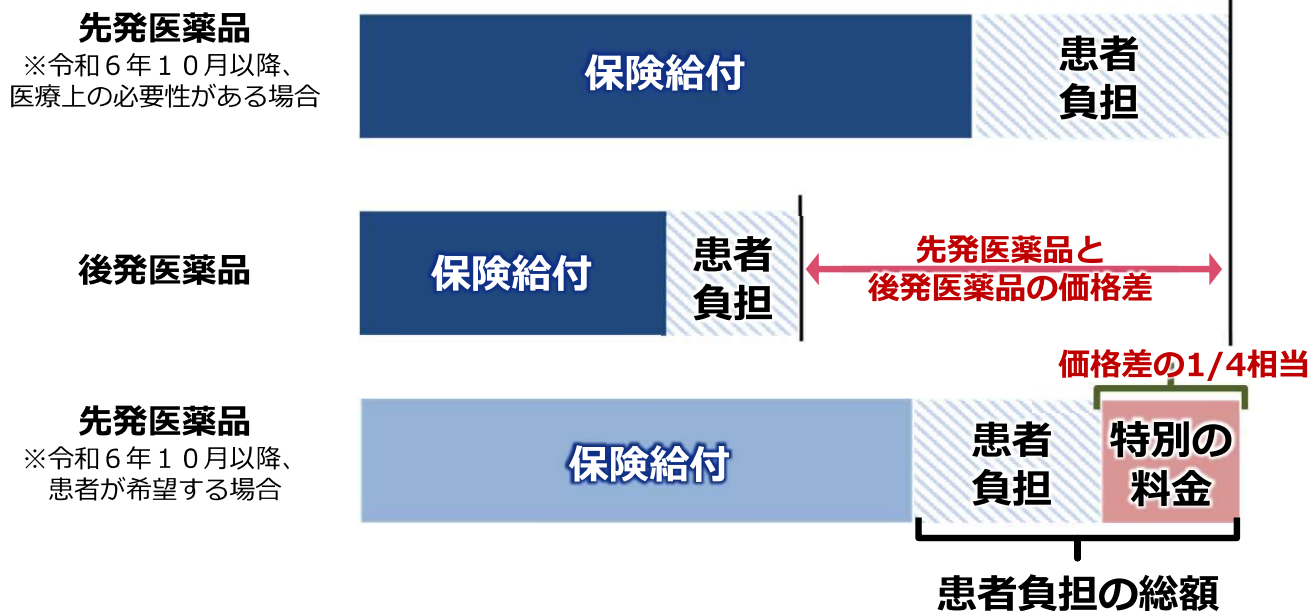 先発医薬品
※令和６年１０月以降、
医療上の必要性がある場合
保険給付
患者
負担
後発医薬品
保険給付
患者
負担
先発医薬品と
後発医薬品の価格差
価格差の1/4相当
先発医薬品
※令和６年１０月以降、
患者が希望する場合
保険給付
患者
負担
特別の
料金
患者負担の総額